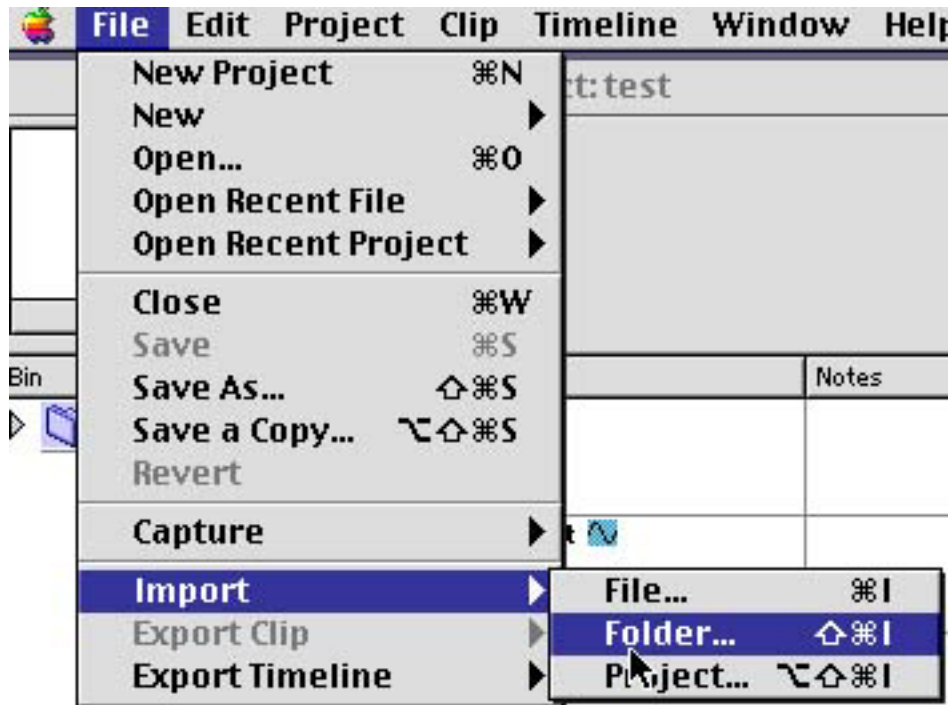 File Edit Project Clip Timeline Window Help
New Project ⌘N
ct: test
New
Open... ⌘O
Open Recent File
Open Recent Project
Close ⌘W
Save ⌘S
Bin
Notes
Save As... ⇧⌘S
Save a Copy... ⌥⇧⌘S
Revert
Capture
t
Import
File... ⌘I
Export Clip
Folder... ⇧⌘I
Export Timeline
Project... ⌥⇧⌘I